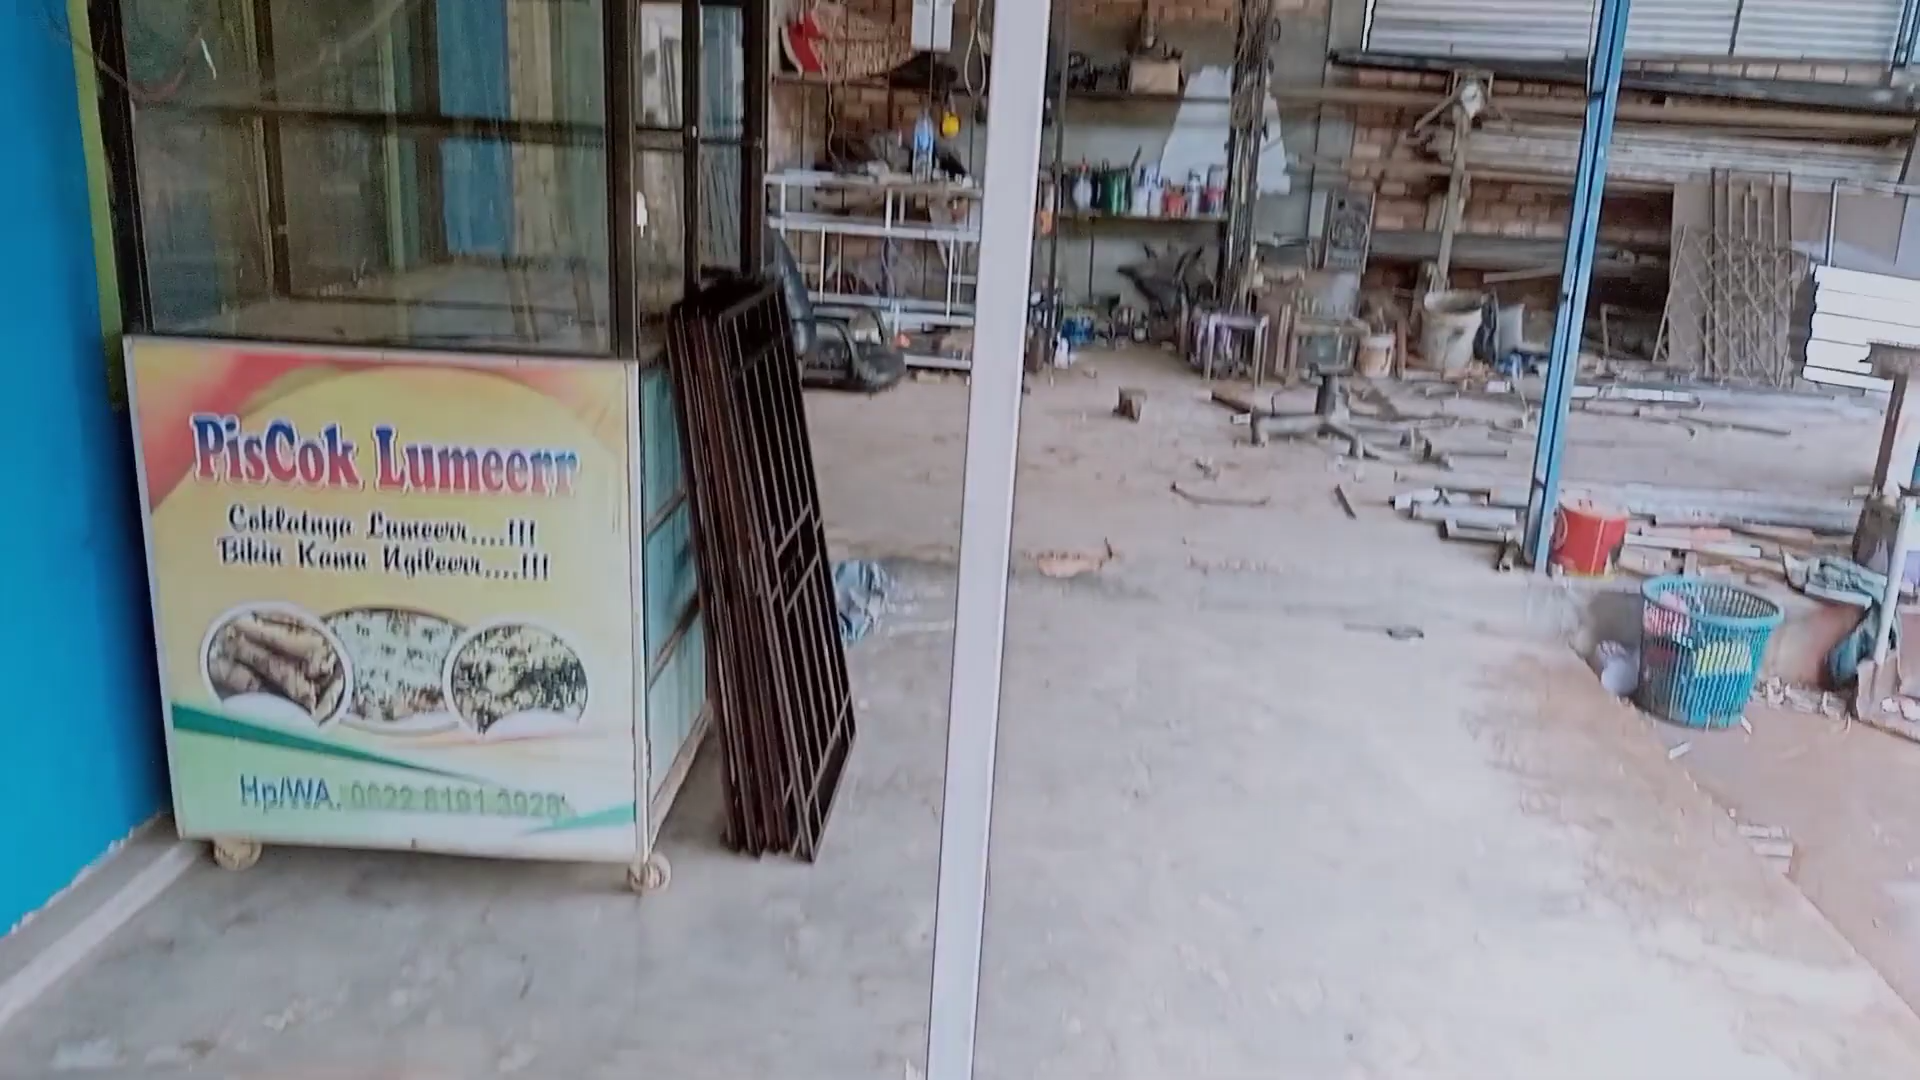 PisCok Lumeerr
Coklatnya Lumeerr....!!!
Bikin Kamu Ngileerr....!!!
Hp/WA. 0822 8191 3928